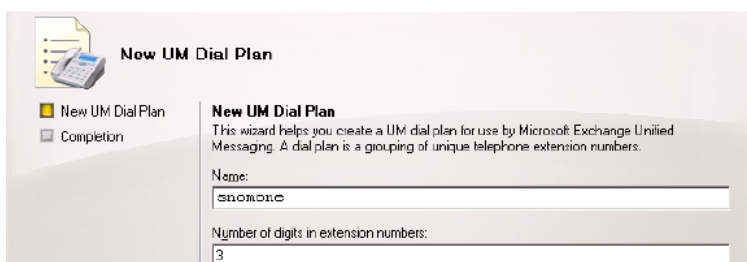 New UM Dial Plan
New UM Dial Plan
Completion
New UM Dial Plan
This wizard helps you create a UM dial plan for use by Microsoft Exchange Unified
Messaging. A dial plan is a grouping of unique telephone extension numbers.
Name:
snomone
Number of digits in extension numbers:
3